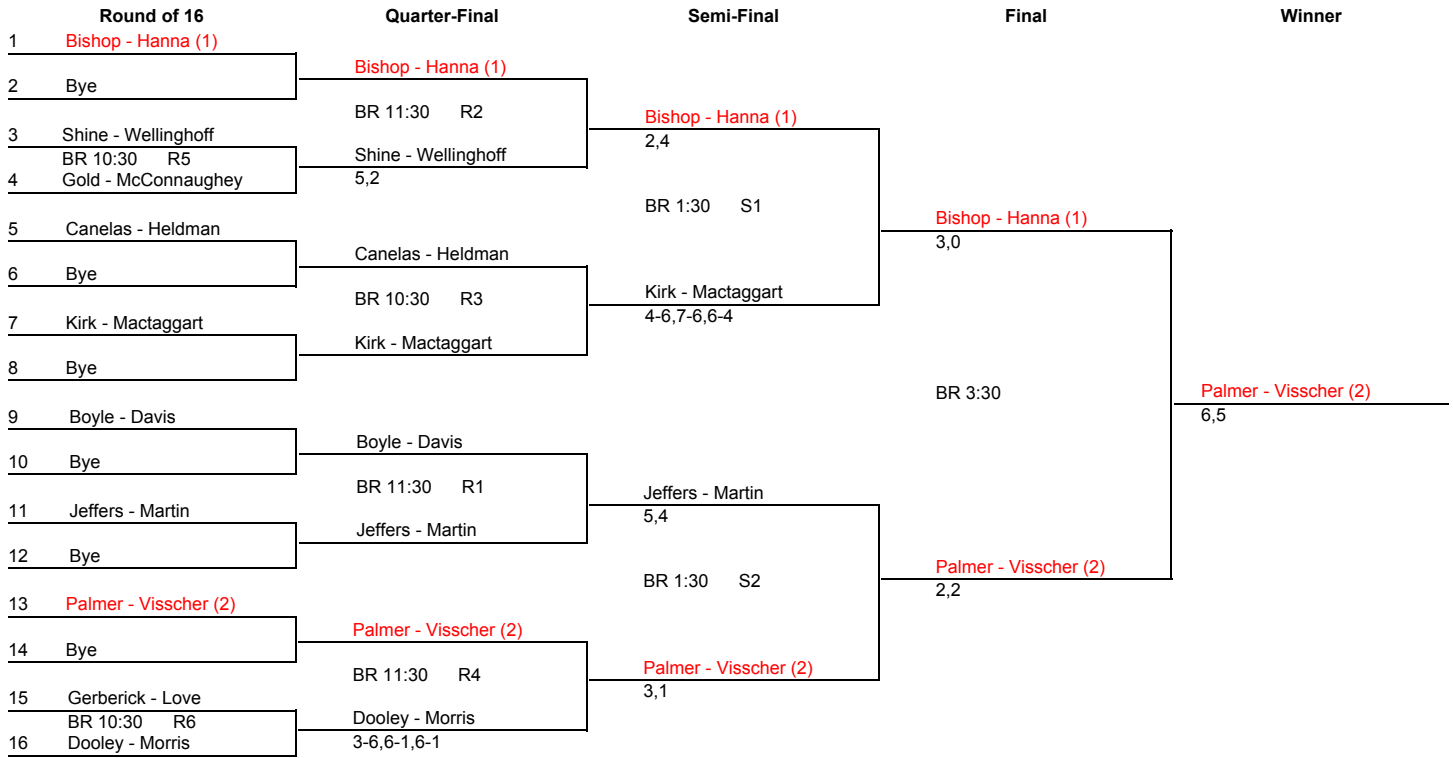 Round of 16 Quarter-Final Semi-Final Final Winner
1 Bishop - Hanna (1)
2 Bye
3 Shine - Wellinghoff
BR 10:30 R5
4 Gold - McConnaughey
5 Canelas - Heldman
6 Bye
7 Kirk - Mactaggart
8 Bye
9 Boyle - Davis
10 Bye
11 Jeffers - Martin
12 Bye
13 Palmer - Visscher (2)
14 Bye
15 Gerberick - Love
BR 10:30 R6
16 Dooley - Morris
Bishop - Hanna (1)
BR 11:30 R2
Shine - Wellinghoff
5,2
Canelas - Heldman
BR 10:30 R3
Kirk - Mactaggart
Boyle - Davis
BR 11:30 R1
Jeffers - Martin
Palmer - Visscher (2)
BR 11:30 R4
Dooley - Morris
3-6,6-1,6-1
Bishop - Hanna (1)
2,4
BR 1:30 S1
Kirk - Mactaggart
4-6,7-6,6-4
Jeffers - Martin
5,4
BR 1:30 S2
Palmer - Visscher (2)
3,1
Bishop - Hanna (1)
3,0
BR 3:30
Palmer - Visscher (2)
2,2
Palmer - Visscher (2)
6,5